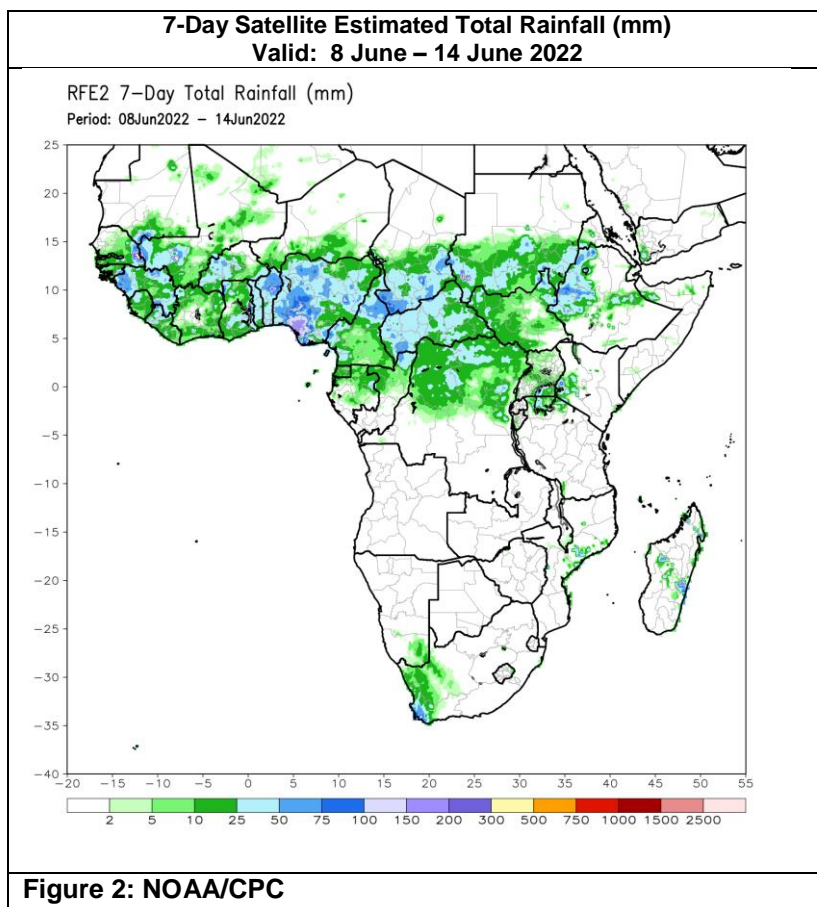 7-Day Satellite Estimated Total Rainfall (mm)
Valid: 8 June – 14 June 2022
RFE2 7-Day Total Rainfall (mm)
Period: 08Jun2022 – 14Jun2022
25
20
15
10
5
0
−5
−10
−15
−20
−25
−30
−35
−40
−20 −15 −10 −5 0 5 10 15 20 25 30 35 40 45 50 55
2 5 10 25 50 75 100 150 200 300 500 750 1000 1500 2500
Figure 2: NOAA/CPC